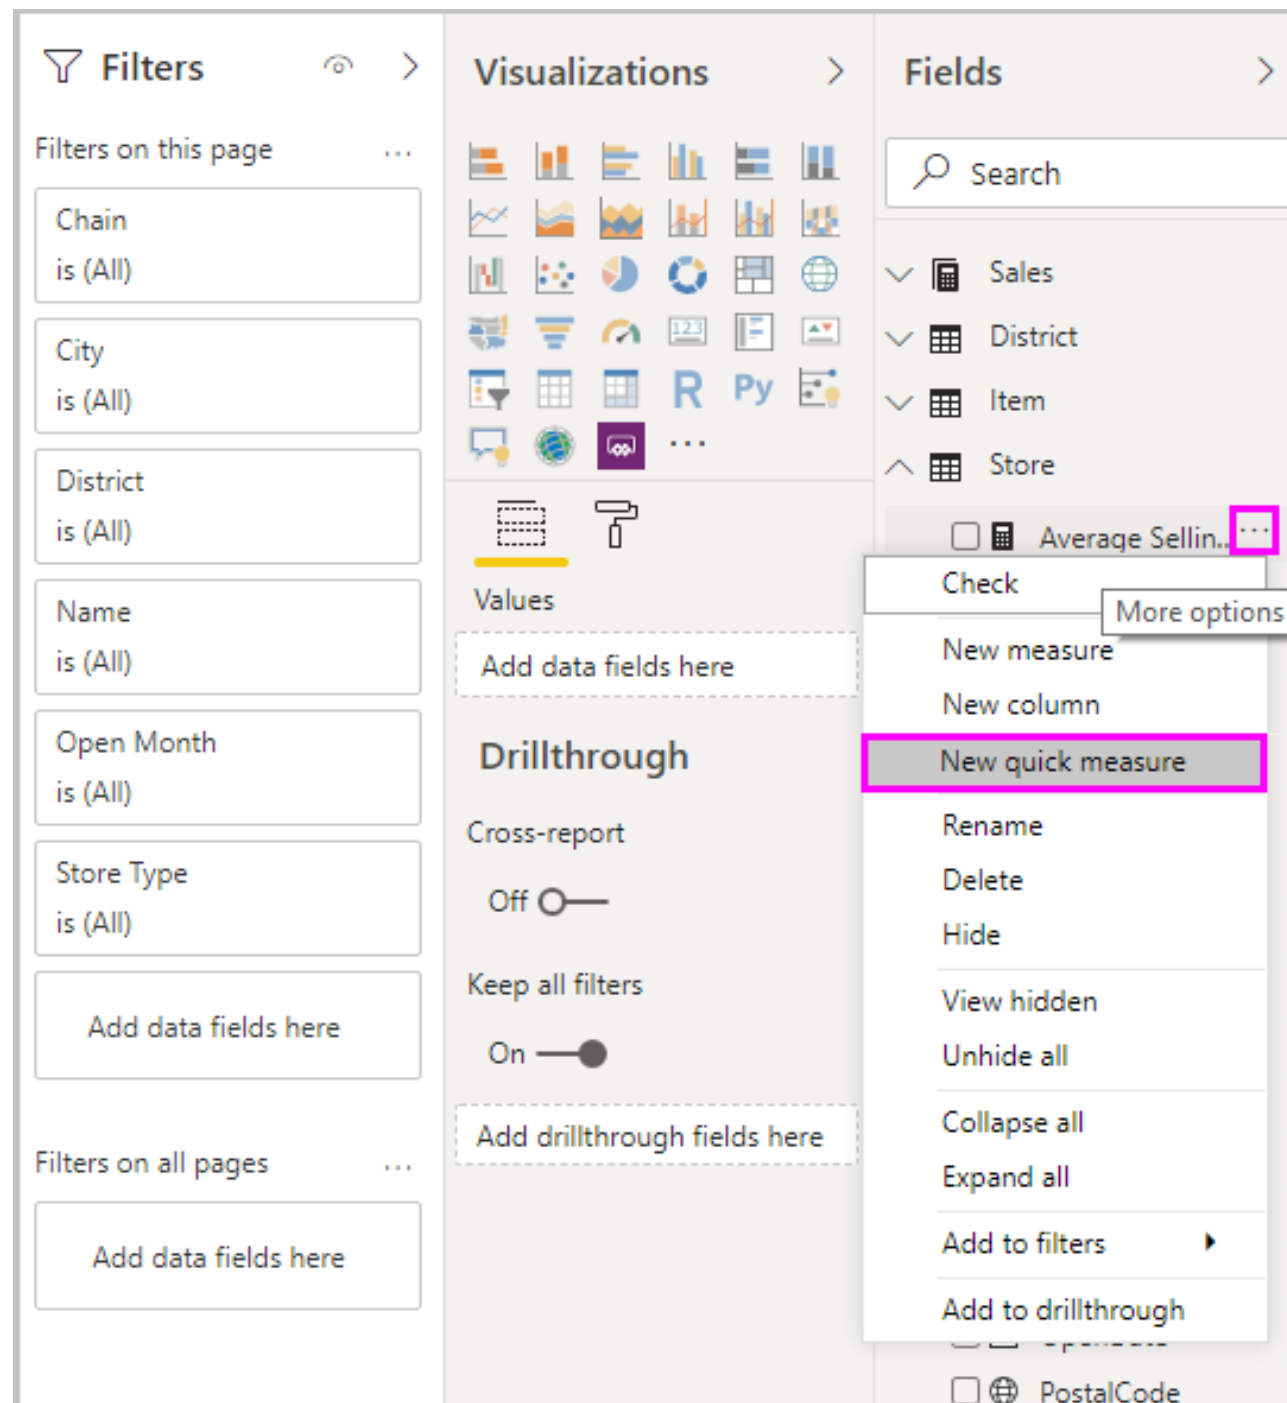 Filters
Filters on this page
...
Chain
is (All)
City
is (All)
District
is (All)
Name
is (All)
Open Month
is (All)
Store Type
is (All)
Add data fields here
Filters on all pages
...
Add data fields here
Visualizations
123
R
Py
...
Values
Add data fields here
Drillthrough
Cross-report
Off
Keep all filters
On
Add drillthrough fields here
Fields
Search
Sales
District
Item
Store
Average Sellin...
...
Check
More options
New measure
New column
New quick measure
Rename
Delete
Hide
View hidden
Unhide all
Collapse all
Expand all
Add to filters
Add to drillthrough
PostalCode